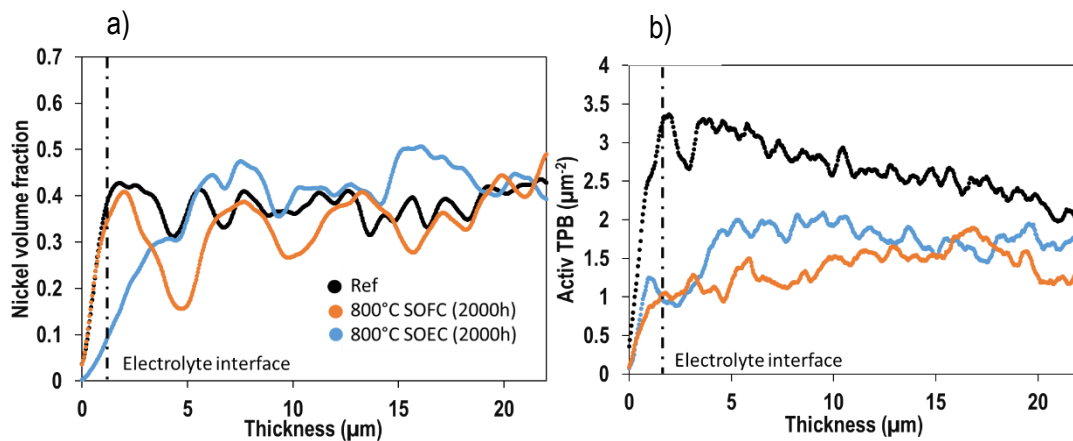 a)
Nickel volume fraction
0.7
0.6
0.5
0.4
0.3
0.2
0.1
0
Ref
800°C SOFC (2000h)
800°C SOEC (2000h)
Electrolyte interface
0 5 10 15 20
Thickness (µm)
b)
Activ TPB (µm-2)
4
3.5
3
2.5
2
1.5
1
0.5
0
Electrolyte interface
0 5 10 15 20
Thickness (µm)